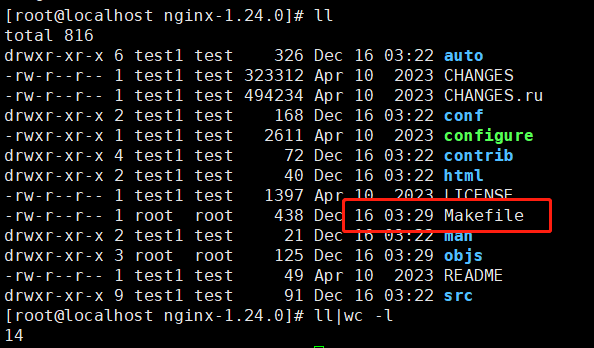 [root@localhost nginx-1.24.0]# ll
total 816
drwxr-xr-x 6 test1 test    326 Dec 16 03:22 auto
-rw-r--r-- 1 test1 test 323312 Apr 10  2023 CHANGES
-rw-r--r-- 1 test1 test 494234 Apr 10  2023 CHANGES.ru
drwxr-xr-x 2 test1 test    168 Dec 16 03:22 conf
-rwxr-xr-x 1 test1 test   2611 Apr 10  2023 configure
drwxr-xr-x 4 test1 test     72 Dec 16 03:22 contrib
drwxr-xr-x 2 test1 test     40 Dec 16 03:22 html
-rw-r--r-- 1 test1 test   1397 Apr 10  2023 LICENSE
-rw-r--r-- 1 root  root    438 Dec 16 03:29 Makefile
drwxr-xr-x 2 test1 test     21 Dec 16 03:22 man
drwxr-xr-x 3 root  root    125 Dec 16 03:29 objs
-rw-r--r-- 1 test1 test     49 Apr 10  2023 README
drwxr-xr-x 9 test1 test     91 Dec 16 03:22 src
[root@localhost nginx-1.24.0]# ll|wc -l
14